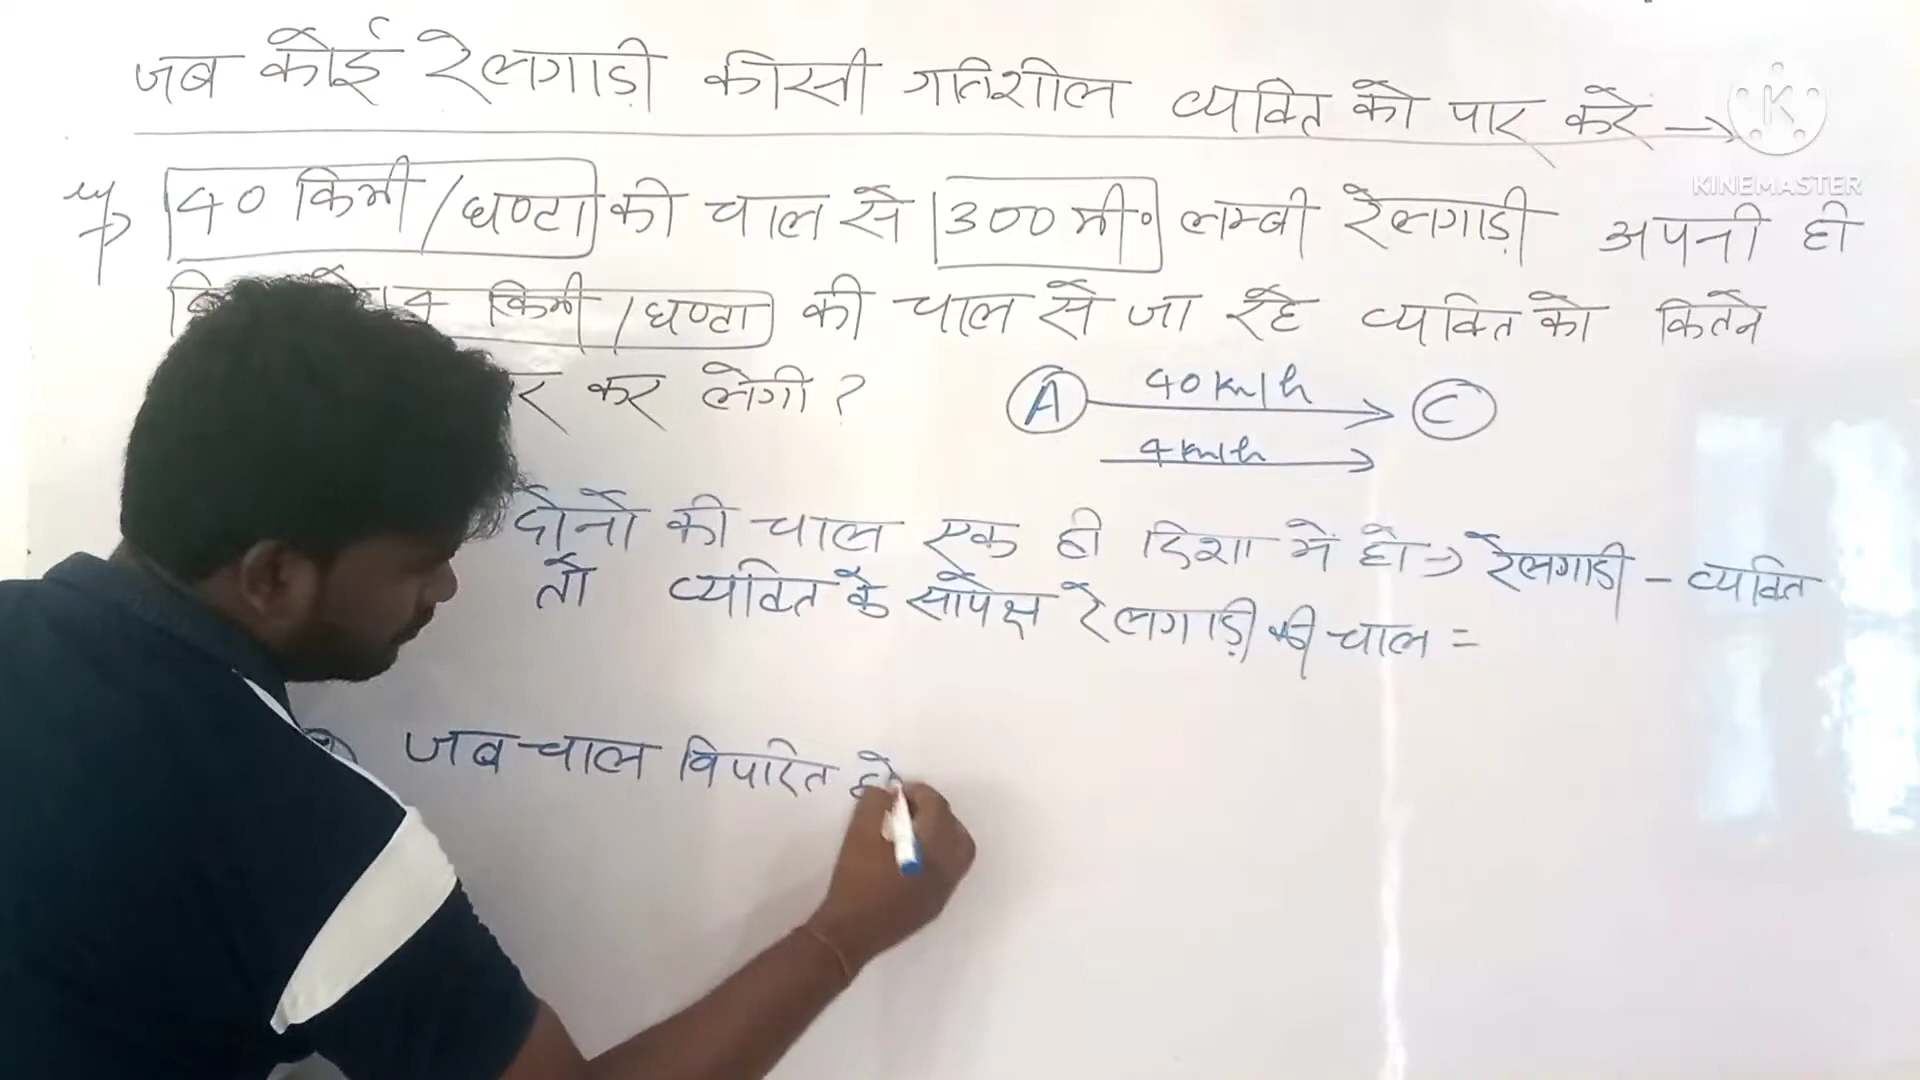 जब कोई रेलगाड़ी कीसी गतिशील व्यक्ति को पार करे →
40 किमी / घण्टा की चाल से 300 मी॰ लम्बी रेलगाड़ी अपनी ही
4 किमी / घण्टा की चाल से जा रहे व्यक्ति को कितने
कर लेगी ?
A 40 km/h C
4 km/h
दोनो की चाल एक ही दिशा में हो → रेलगाडी - व्यक्ति
तो व्यक्ति के सापेक्ष रेलगाड़ी की चाल =
जब चाल विपरित हो
K
KINEMASTER